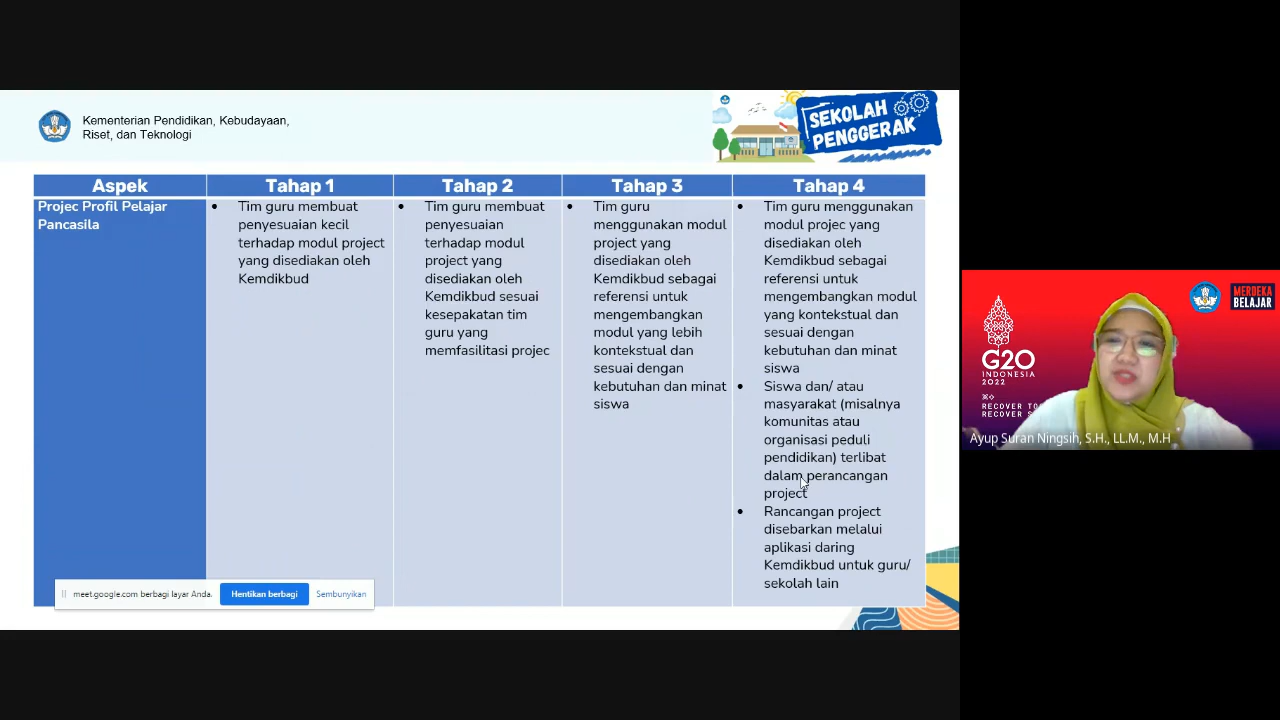 Kementerian Pendidikan, Kebudayaan,
Riset, dan Teknologi
SEKOLAH
PENGGERAK
Aspek
Tahap 1
Tahap 2
Tahap 3
Tahap 4
Projec Profil Pelajar
Pancasila
• Tim guru membuat
penyesuaian kecil
terhadap modul project
yang disediakan oleh
Kemdikbud
• Tim guru membuat
penyesuaian
terhadap modul
project yang
disediakan oleh
Kemdikbud sesuai
kesepakatan tim
guru yang
memfasilitasi projec
• Tim guru
menggunakan modul
project yang
disediakan oleh
Kemdikbud sebagai
referensi untuk
mengembangkan
modul yang lebih
kontekstual dan
sesuai dengan
kebutuhan dan minat
siswa
• Tim guru menggunakan
modul projec yang
disediakan oleh
Kemdikbud sebagai
referensi untuk
mengembangkan modul
yang kontekstual dan
sesuai dengan
kebutuhan dan minat
siswa
• Siswa dan/ atau
masyarakat (misalnya
komunitas atau
organisasi peduli
pendidikan) terlibat
dalam perancangan
project
• Rancangan project
disebarkan melalui
aplikasi daring
Kemdikbud untuk guru/
sekolah lain
meet.google.com berbagi layar Anda.
Hentikan berbagi
Sembunyikan
MERDEKA
BELAJAR
G20
INDONESIA
2022
RECOVER
RECOVER
Ayup Suran Ningsih, S.H., LL.M., M.H